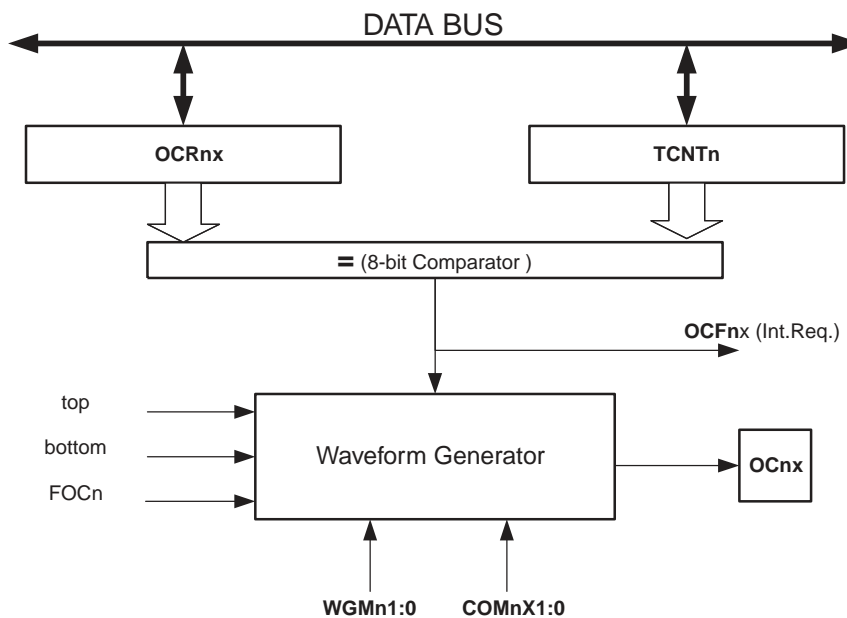 DATA BUS
OCRnx
TCNTn
= (8-bit Comparator )
OCFnx (Int.Req.)
top
bottom
FOCn
Waveform Generator
OCnx
WGMn1:0
COMnX1:0